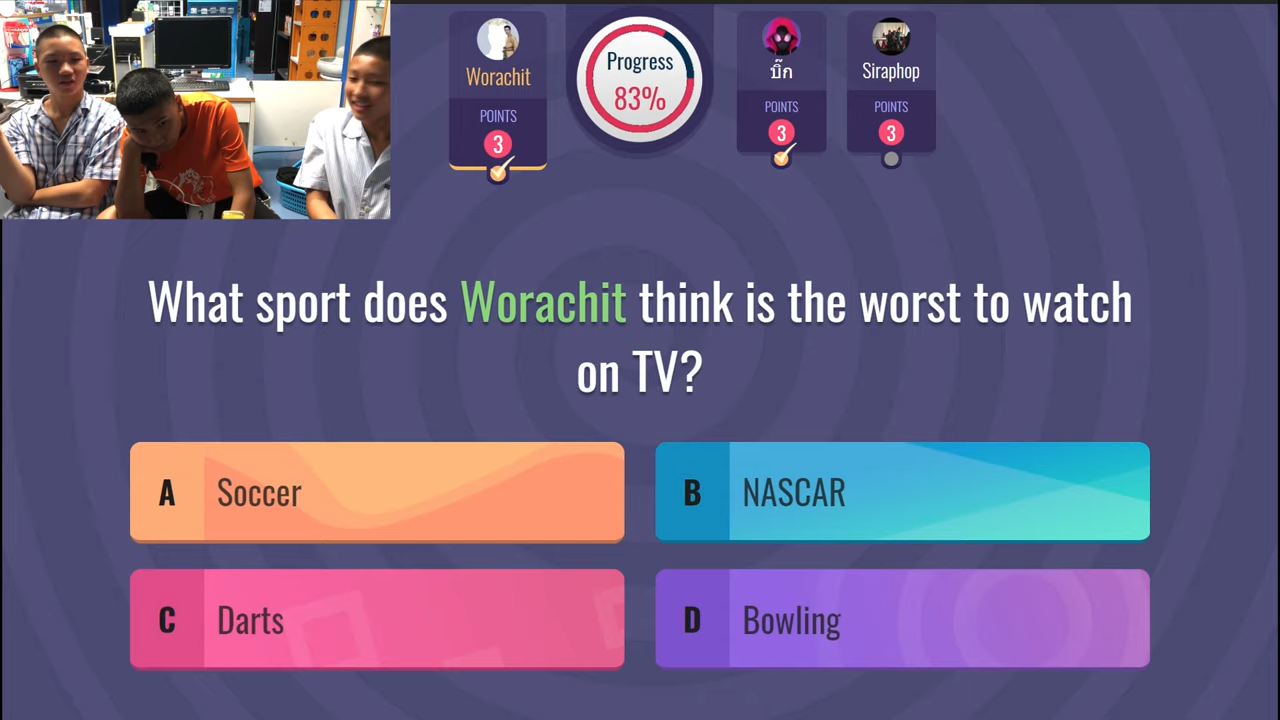 Worachit
POINTS
3
Progress
83%
บิ๊ก
POINTS
3
Siraphop
POINTS
3
What sport does Worachit think is the worst to watch
on TV?
A Soccer
B NASCAR
C Darts
D Bowling